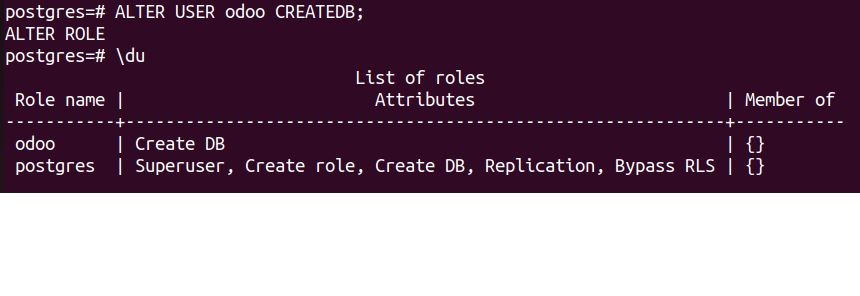 postgres=# ALTER USER odoo CREATEDB;
ALTER ROLE
postgres=# \du
                                   List of roles
 Role name |                         Attributes                         | Member of
-----------+------------------------------------------------------------+-----------
 odoo      | Create DB                                                  | {}
 postgres  | Superuser, Create role, Create DB, Replication, Bypass RLS | {}